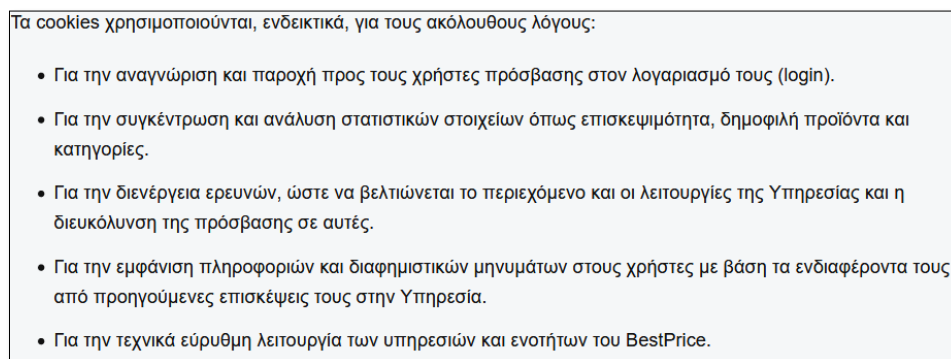 Τα cookies χρησιμοποιούνται, ενδεικτικά, για τους ακόλουθους λόγους:
• Για την αναγνώριση και παροχή προς τους χρήστες πρόσβασης στον λογαριασμό τους (login).
• Για την συγκέντρωση και ανάλυση στατιστικών στοιχείων όπως επισκεψιμότητα, δημοφιλή προϊόντα και
κατηγορίες.
• Για την διενέργεια ερευνών, ώστε να βελτιώνεται το περιεχόμενο και οι λειτουργίες της Υπηρεσίας και η
διευκόλυνση της πρόσβασης σε αυτές.
• Για την εμφάνιση πληροφοριών και διαφημιστικών μηνυμάτων στους χρήστες με βάση τα ενδιαφέροντα τους
από προηγούμενες επισκέψεις τους στην Υπηρεσία.
• Για την τεχνικά εύρυθμη λειτουργία των υπηρεσιών και ενοτήτων του BestPrice.